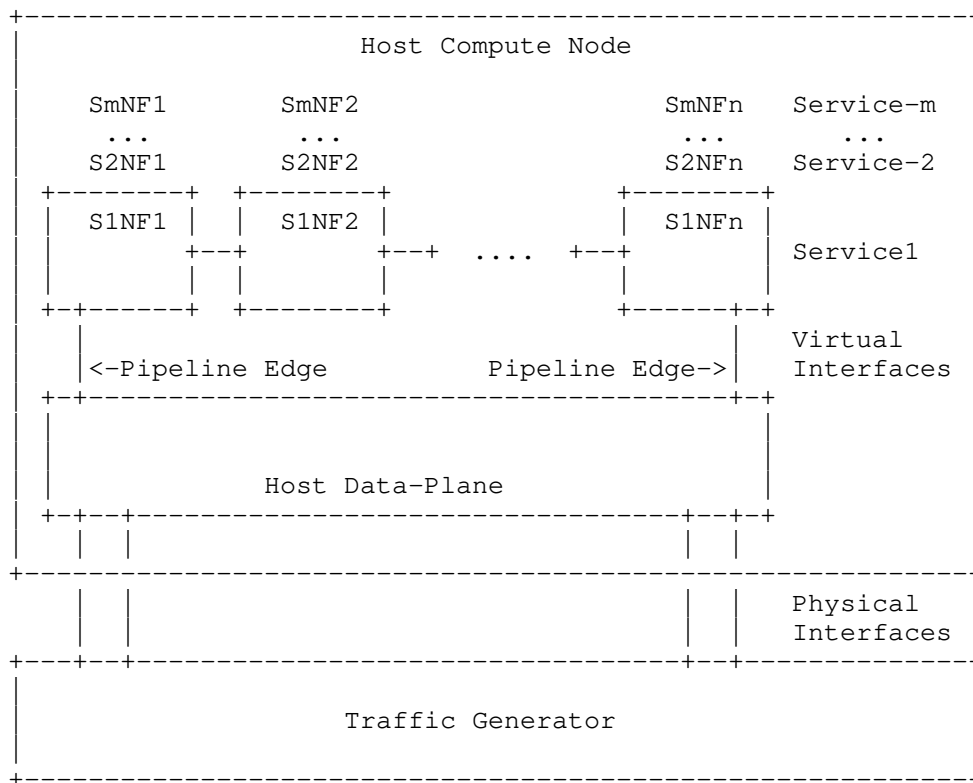 Host Compute Node
SmNF1 SmNF2 SmNFn Service-m
... ... ... ...
S2NF1 S2NF2 S2NFn Service-2
S1NF1 S1NF2 S1NFn
.... Service1
Virtual
<-Pipeline Edge Pipeline Edge-> Interfaces
Host Data-Plane
Physical
Interfaces
Traffic Generator